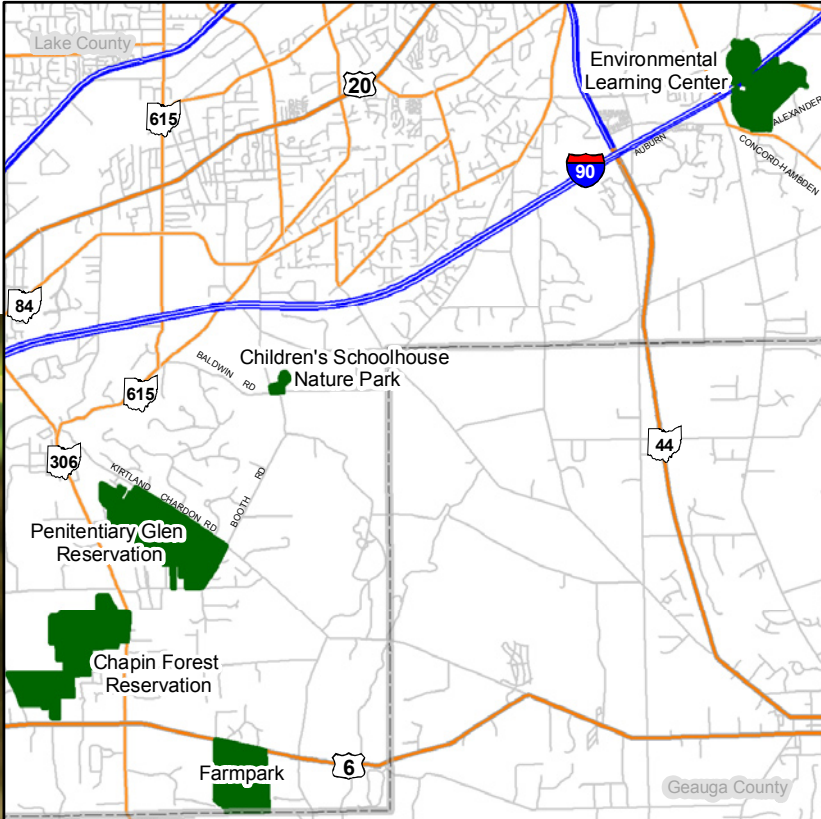 Lake County
Environmental
Learning Center
20
615
ALEXANDER
AUBURN
CONCORD-HAMBDEN
90
84
BALDWIN RD
Children's Schoolhouse
Nature Park
615
44
306
KIRTLAND CHARDON RD
BOOTH RD
Penitentiary Glen
Reservation
Chapin Forest
Reservation
6
Farmpark
Geauga County